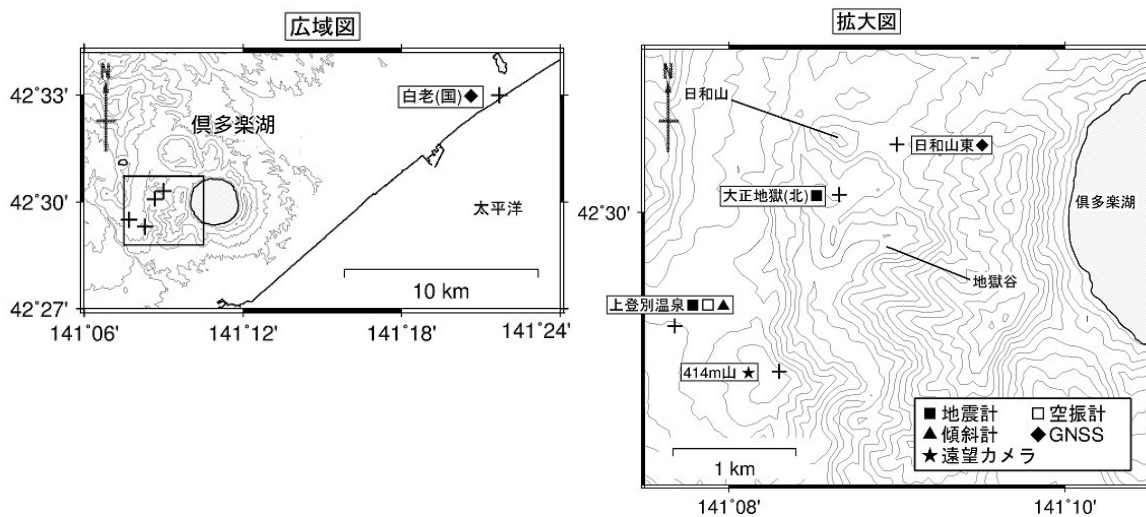 広域図
42°33'
42°30'
42°27'
141°06'
141°12'
141°18'
141°24'
N
倶多楽湖
白老(国)◆
太平洋
10 km
拡大図
42°30'
141°08'
141°10'
N
日和山
日和山東◆
大正地獄(北)■
倶多楽湖
地獄谷
上登別温泉■□▲
414m山 ★
■ 地震計 □ 空振計
▲ 傾斜計 ◆ GNSS
★ 遠望カメラ
1 km